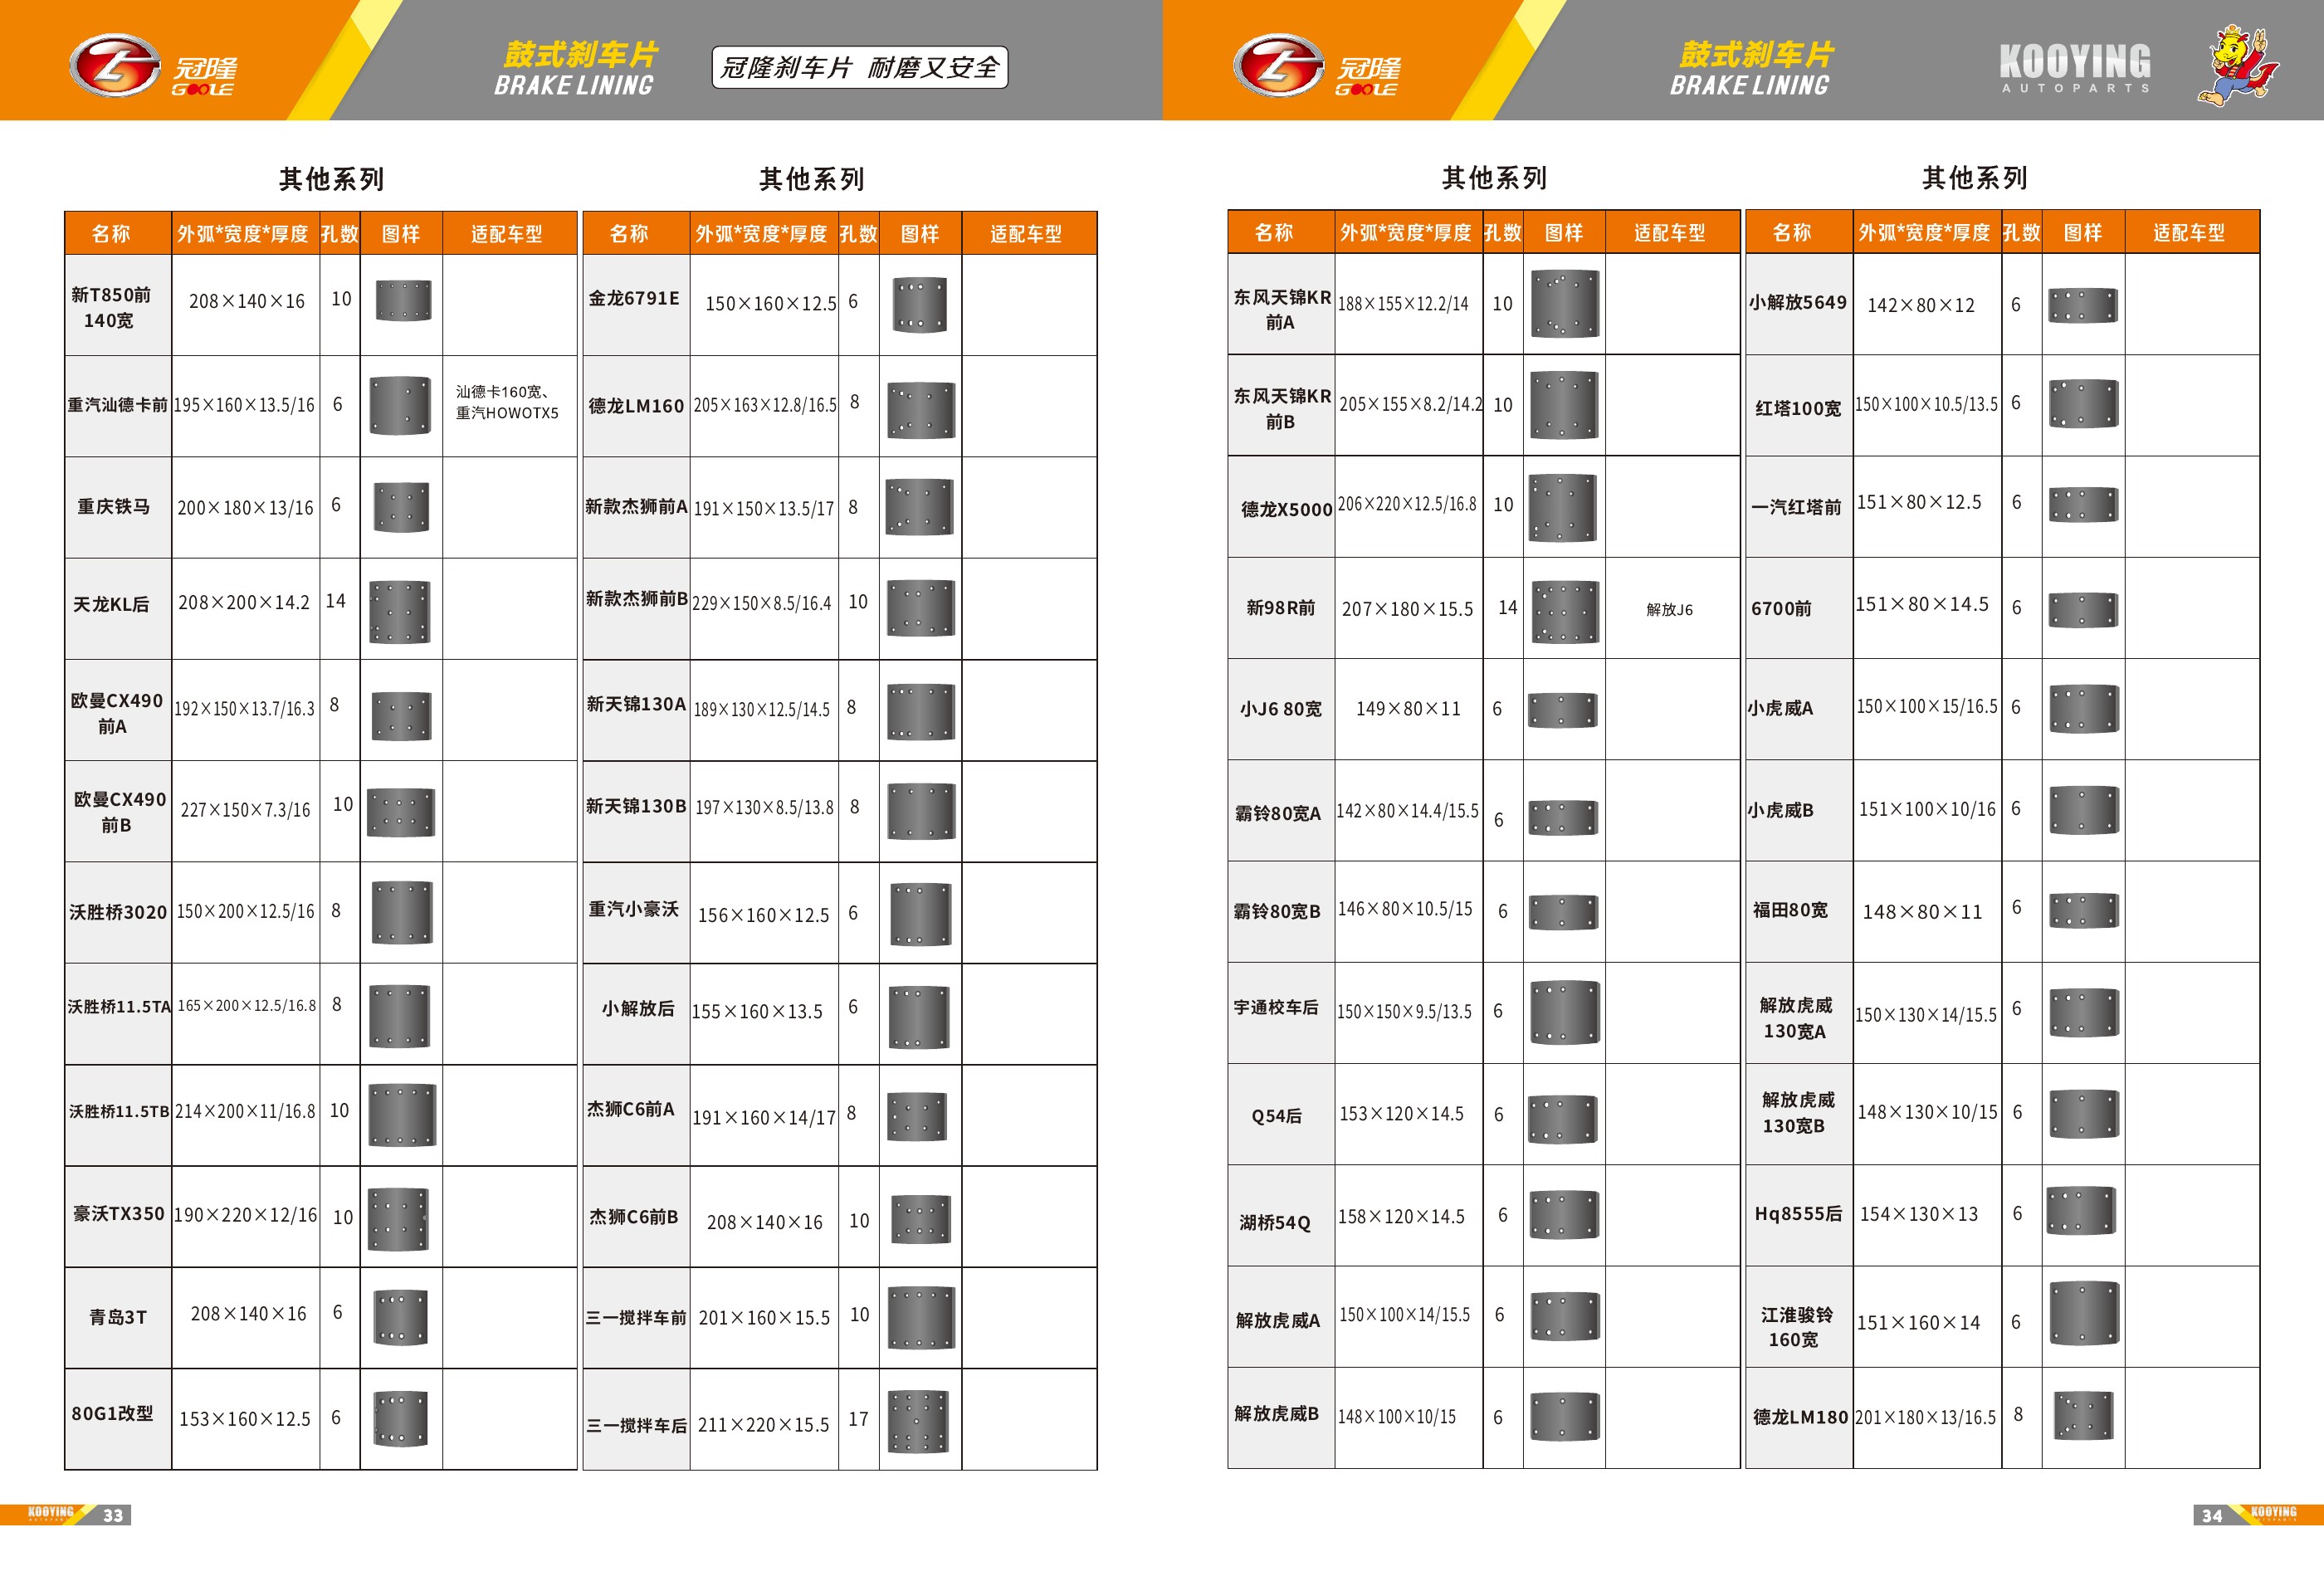 冠隆
GOOLE
鼓式刹车片
BRAKE LINING
冠隆刹车片 耐磨又安全
其他系列
名称 外弧*宽度*厚度 孔数 图样 适配车型
新T850前
140宽
208×140×16 10
重汽汕德卡前 195×160×13.5/16 6
汕德卡160宽、
重汽HOWOTX5
重庆铁马 200×180×13/16 6
天龙KL后 208×200×14.2 14
欧曼CX490
前A
192×150×13.7/16.3 8
欧曼CX490
前B
227×150×7.3/16 10
沃胜桥3020 150×200×12.5/16 8
沃胜桥11.5TA 165×200×12.5/16.8 8
沃胜桥11.5TB 214×200×11/16.8 10
豪沃TX350 190×220×12/16 10
青岛3T 208×140×16 6
80G1改型 153×160×12.5 6
其他系列
名称 外弧*宽度*厚度 孔数 图样 适配车型
金龙6791E 150×160×12.5 6
德龙LM160 205×163×12.8/16.5 8
新款杰狮前A 191×150×13.5/17 8
新款杰狮前B 229×150×8.5/16.4 10
新天锦130A 189×130×12.5/14.5 8
新天锦130B 197×130×8.5/13.8 8
重汽小豪沃 156×160×12.5 6
小解放后 155×160×13.5 6
杰狮C6前A 191×160×14/17 8
杰狮C6前B 208×140×16 10
三一搅拌车前 201×160×15.5 10
三一搅拌车后 211×220×15.5 17
KOOYING
33
冠隆
GOOLE
鼓式刹车片
BRAKE LINING
KOOYING
AUTOPARTS
其他系列
名称 外弧*宽度*厚度 孔数 图样 适配车型
东风天锦KR
前A
188×155×12.2/14 10
东风天锦KR
前B
205×155×8.2/14.2 10
德龙X5000 206×220×12.5/16.8 10
新98R前 207×180×15.5 14 解放J6
小J6 80宽 149×80×11 6
霸铃80宽A 142×80×14.4/15.5 6
霸铃80宽B 146×80×10.5/15 6
宇通校车后 150×150×9.5/13.5 6
Q54后 153×120×14.5 6
湖桥54Q 158×120×14.5 6
解放虎威A 150×100×14/15.5 6
解放虎威B 148×100×10/15 6
其他系列
名称 外弧*宽度*厚度 孔数 图样 适配车型
小解放5649 142×80×12 6
红塔100宽 150×100×10.5/13.5 6
一汽红塔前 151×80×12.5 6
6700前 151×80×14.5 6
小虎威A 150×100×15/16.5 6
小虎威B 151×100×10/16 6
福田80宽 148×80×11 6
解放虎威
130宽A
150×130×14/15.5 6
解放虎威
130宽B
148×130×10/15 6
Hq8555后 154×130×13 6
江淮骏铃
160宽
151×160×14 6
德龙LM180 201×180×13/16.5 8
34
KOOYING